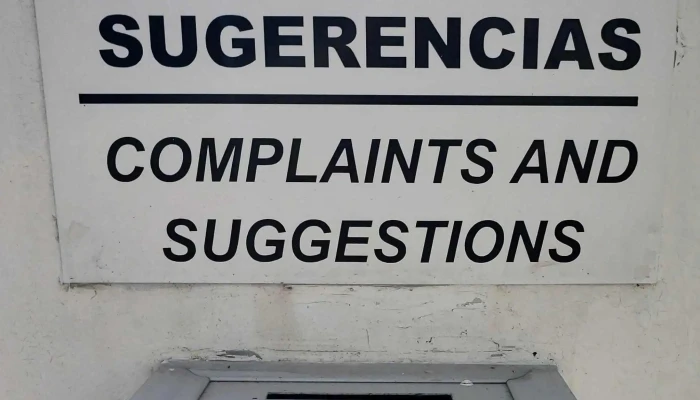 SUGERENCIAS
COMPLAINTS AND
SUGGESTIONS